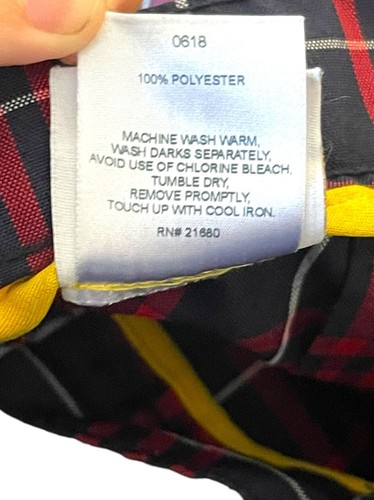 0618
100% POLYESTER
MACHINE WASH WARM,
WASH DARKS SEPARATELY,
AVOID USE OF CHLORINE BLEACH.
TUMBLE DRY,
REMOVE PROMPTLY,
TOUCH UP WITH COOL IRON.
RN# 21680